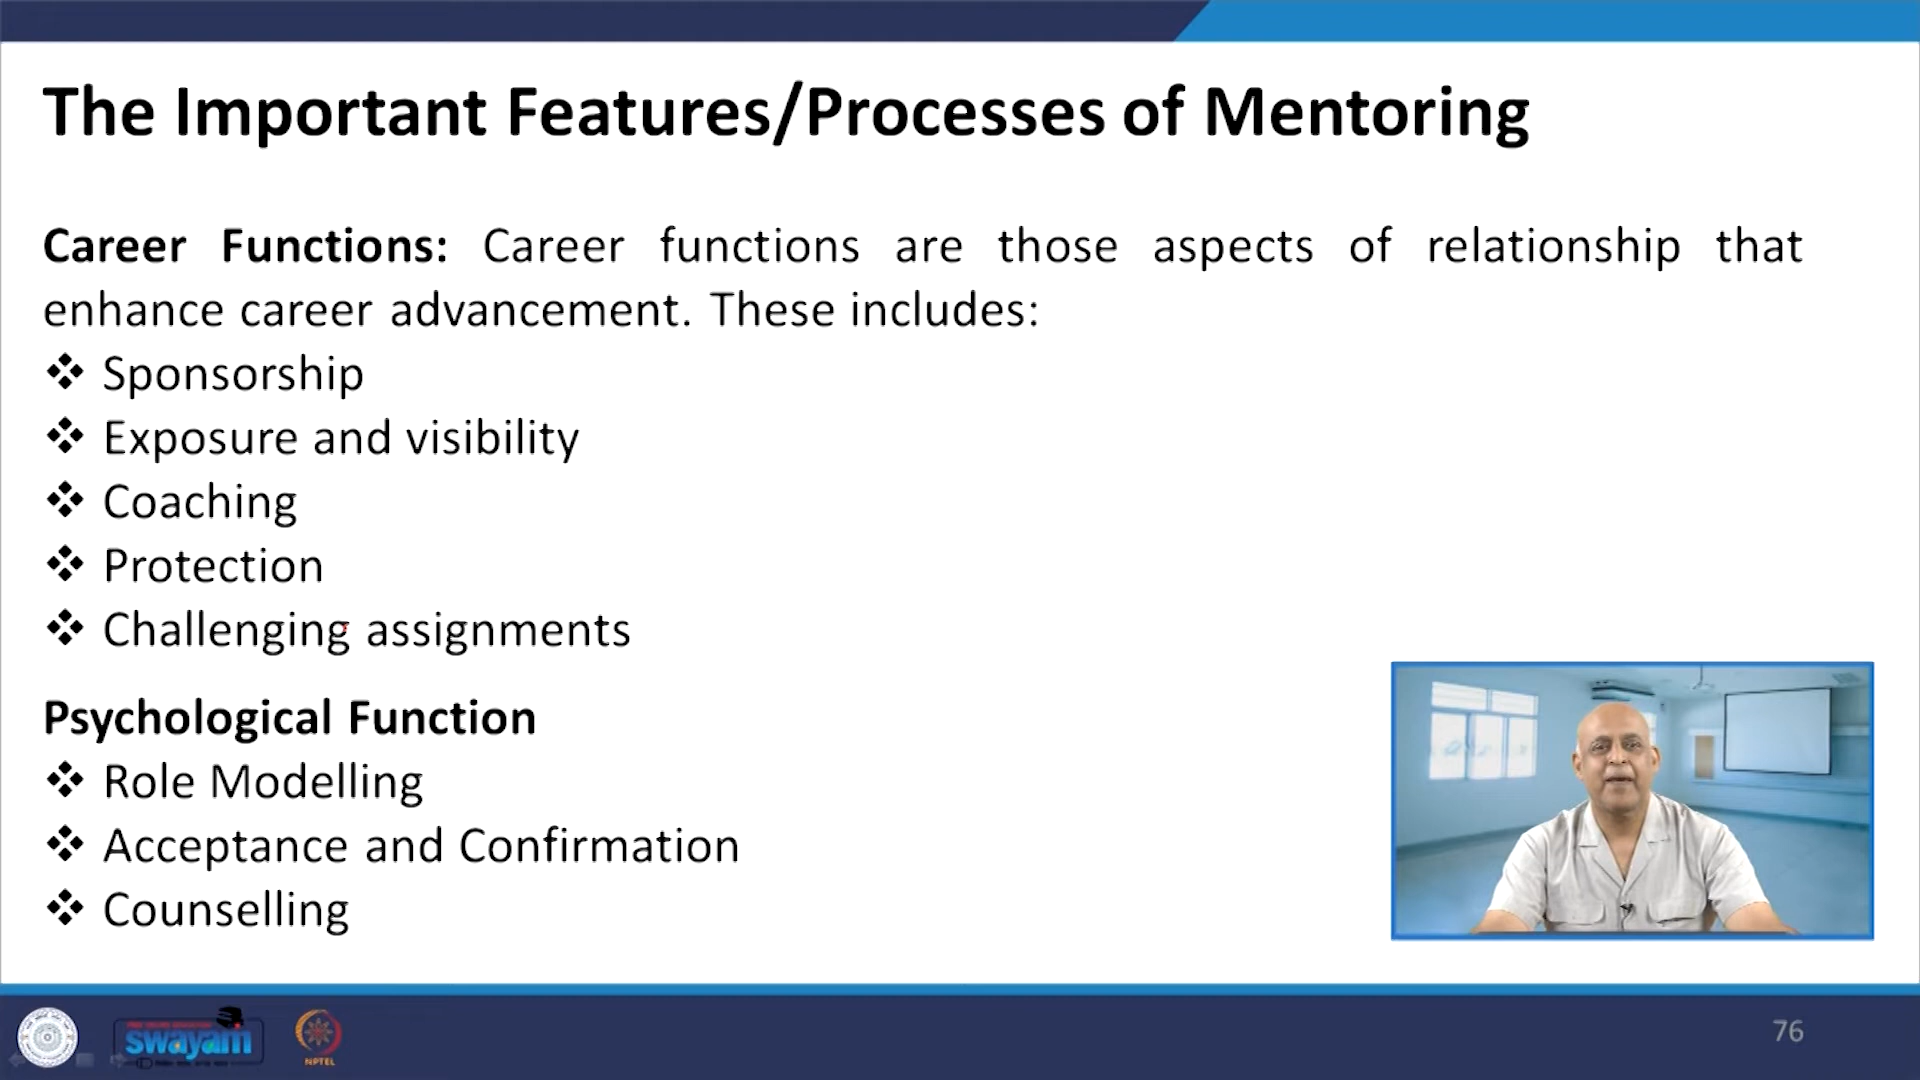 The Important Features/Processes of Mentoring
Career Functions: Career functions are those aspects of relationship that
enhance career advancement. These includes:
❖ Sponsorship
❖ Exposure and visibility
❖ Coaching
❖ Protection
❖ Challenging assignments
Psychological Function
❖ Role Modelling
❖ Acceptance and Confirmation
❖ Counselling
swayam
NPTEL
76